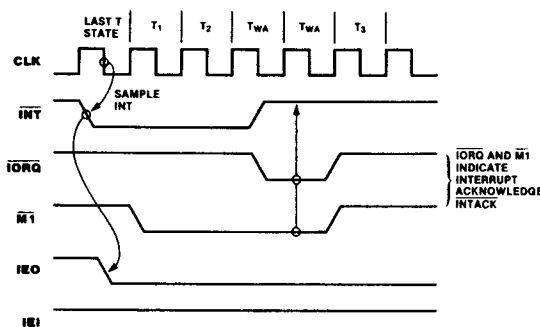 LAST T
STATE
T1
T2
TWA
TWA
T3
CLK
SAMPLE
INT
INT
IORQ
IORQ AND M1
INDICATE
INTERRUPT
ACKNOWLEDGE
INTACK
M1
IEO
IEI